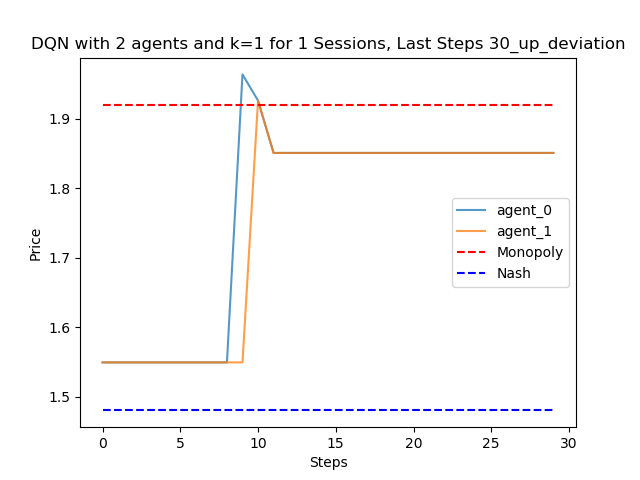 DQN with 2 agents and k=1 for 1 Sessions, Last Steps 30_up_deviation
Price
1.9
1.8
1.7
1.6
1.5
agent_0
agent_1
Monopoly
Nash
0 5 10 15 20 25 30
Steps